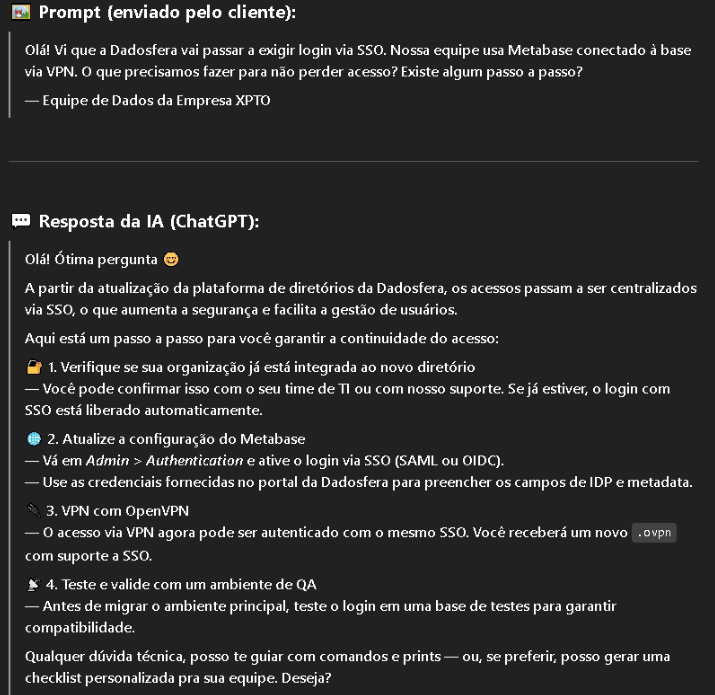 Prompt (enviado pelo cliente):
Olá! Vi que a Dadosfera vai passar a exigir login via SSO. Nossa equipe usa Metabase conectado à base
via VPN. O que precisamos fazer para não perder acesso? Existe algum passo a passo?
— Equipe de Dados da Empresa XPTO
Resposta da IA (ChatGPT):
Olá! Ótima pergunta 😄
A partir da atualização da plataforma de diretórios da Dadosfera, os acessos passam a ser centralizados
via SSO, o que aumenta a segurança e facilita a gestão de usuários.
Aqui está um passo a passo para você garantir a continuidade do acesso:
🔐 1. Verifique se sua organização já está integrada ao novo diretório
— Você pode confirmar isso com o seu time de TI ou com nosso suporte. Se já estiver, o login com
SSO está liberado automaticamente.
🌐 2. Atualize a configuração do Metabase
— Vá em Admin > Authentication e ative o login via SSO (SAML ou OIDC).
— Use as credenciais fornecidas no portal da Dadosfera para preencher os campos de IDP e metadata.
🔌 3. VPN com OpenVPN
— O acesso via VPN agora pode ser autenticado com o mesmo SSO. Você receberá um novo .ovpn
com suporte a SSO.
📡 4. Teste e valide com um ambiente de QA
— Antes de migrar o ambiente principal, teste o login em uma base de testes para garantir
compatibilidade.
Qualquer dúvida técnica, posso te guiar com comandos e prints — ou, se preferir, posso gerar uma
checklist personalizada pra sua equipe. Deseja?